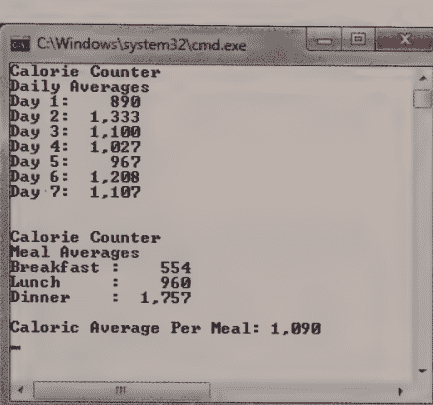 C:\Windows\system32\cmd.exe
Calorie Counter
Daily Averages
Day 1: 890
Day 2: 1,333
Day 3: 1,100
Day 4: 1,027
Day 5: 967
Day 6: 1,208
Day 7: 1,107
Calorie Counter
Meal Averages
Breakfast : 554
Lunch : 960
Dinner : 1,757
Caloric Average Per Meal: 1,090